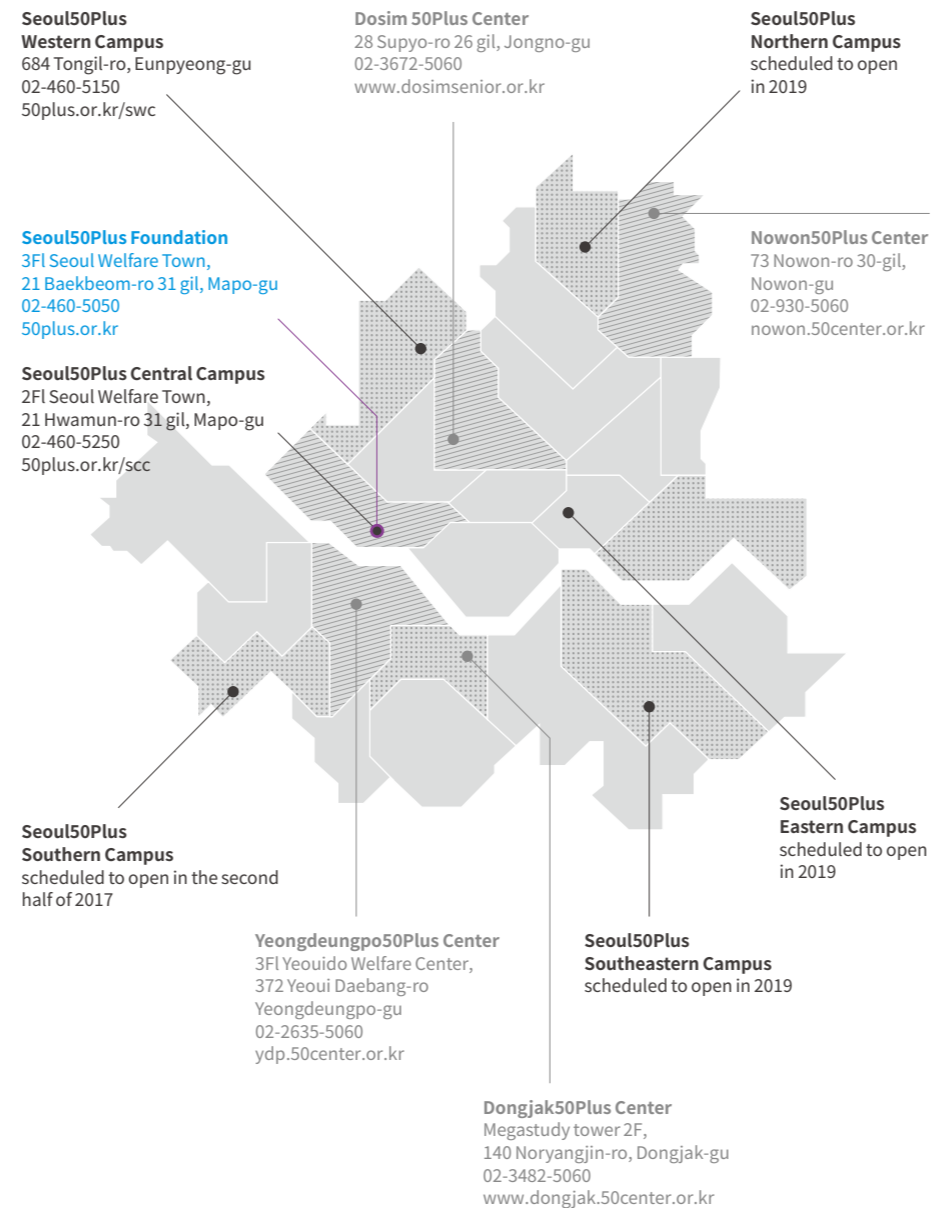 Seoul50Plus
Western Campus
684 Tongil-ro, Eunpyeong-gu
02-460-5150
50plus.or.kr/swc
Dosim 50Plus Center
28 Supyo-ro 26 gil, Jongno-gu
02-3672-5060
www.dosimsenior.or.kr
Seoul50Plus
Northern Campus
scheduled to open
in 2019
Seoul50Plus Foundation
3Fl Seoul Welfare Town,
21 Baekbeom-ro 31 gil, Mapo-gu
02-460-5050
50plus.or.kr
Nowon50Plus Center
73 Nowon-ro 30-gil,
Nowon-gu
02-930-5060
nowon.50center.or.kr
Seoul50Plus Central Campus
2Fl Seoul Welfare Town,
21 Hwamun-ro 31 gil, Mapo-gu
02-460-5250
50plus.or.kr/scc
Seoul50Plus
Southern Campus
scheduled to open in the second
half of 2017
Seoul50Plus
Eastern Campus
scheduled to open
in 2019
Yeongdeungpo50Plus Center
3Fl Yeouido Welfare Center,
372 Yeoui Daebang-ro
Yeongdeungpo-gu
02-2635-5060
ydp.50center.or.kr
Seoul50Plus
Southeastern Campus
scheduled to open in 2019
Dongjak50Plus Center
Megastudy tower 2F,
140 Noryangjin-ro, Dongjak-gu
02-3482-5060
www.dongjak.50center.or.kr